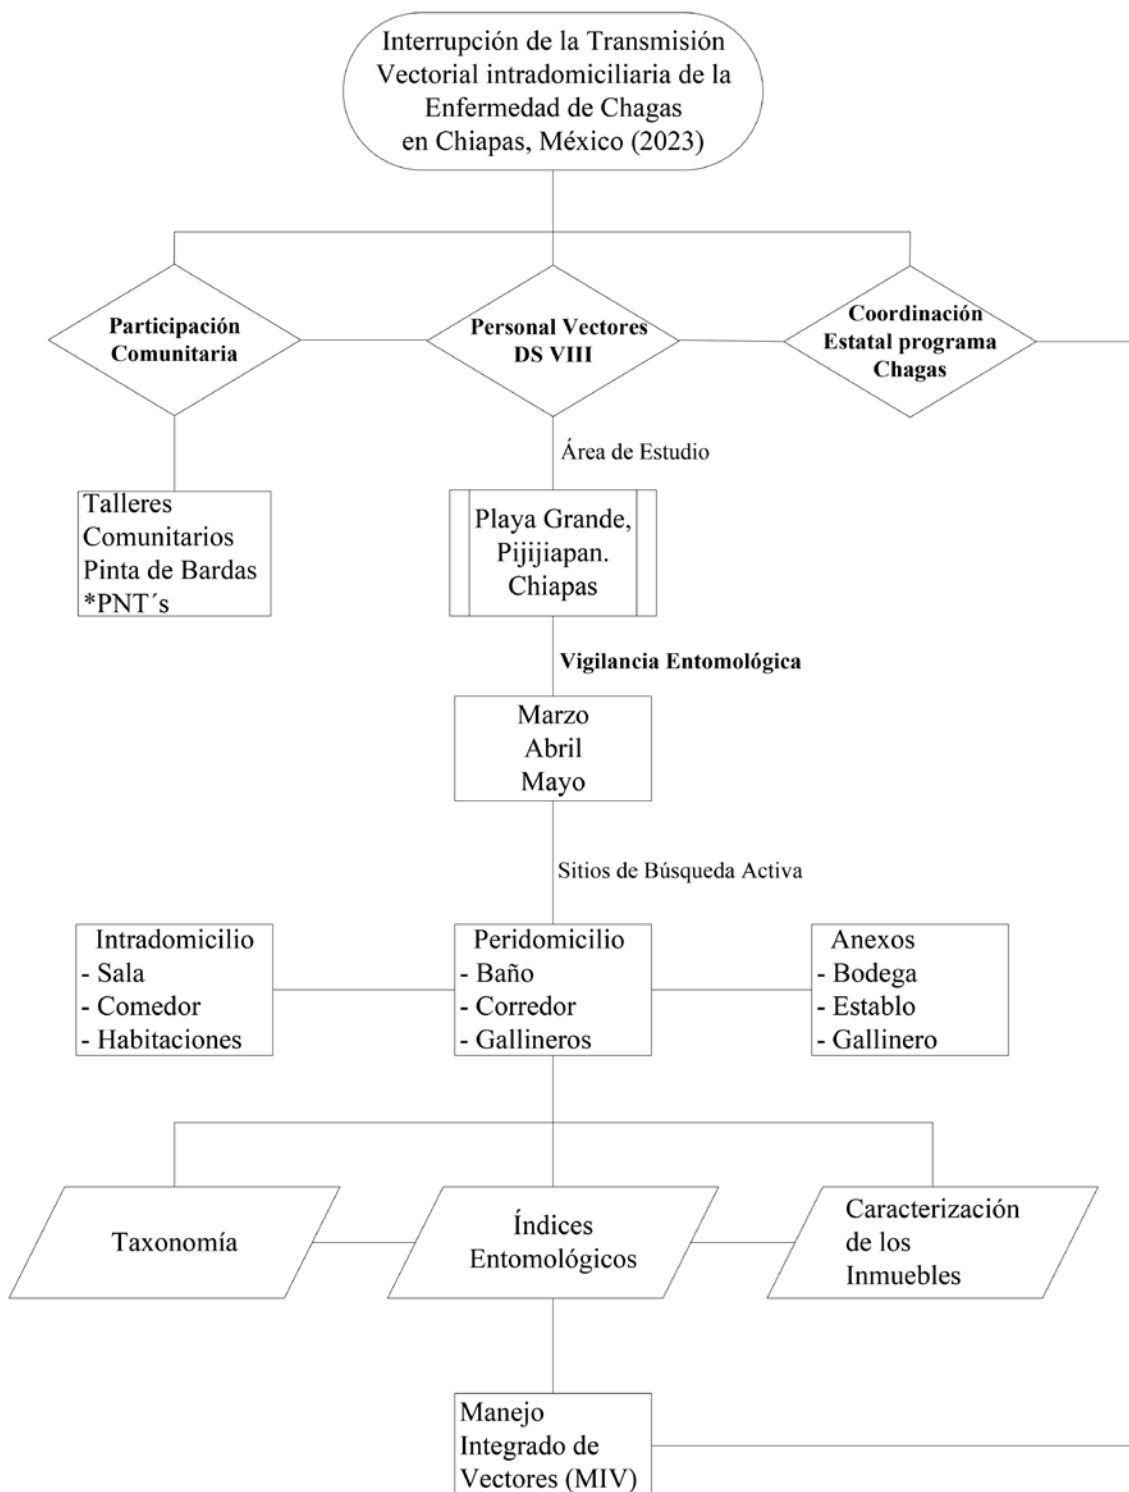 Interrupción de la Transmisión
Vectorial intradomiciliaria de la
Enfermedad de Chagas
en Chiapas, México (2023)
Participación
Comunitaria
Personal Vectores
DS VIII
Coordinación
Estatal programa
Chagas
Área de Estudio
Talleres
Comunitarios
Pinta de Bardas
*PNT´s
Playa Grande,
Pijijiapan.
Chiapas
Vigilancia Entomológica
Marzo
Abril
Mayo
Sitios de Búsqueda Activa
Intradomicilio
- Sala
- Comedor
- Habitaciones
Peridomicilio
- Baño
- Corredor
- Gallineros
Anexos
- Bodega
- Establo
- Gallinero
Taxonomía
Índices
Entomológicos
Caracterización
de los
Inmuebles
Manejo
Integrado de
Vectores (MIV)